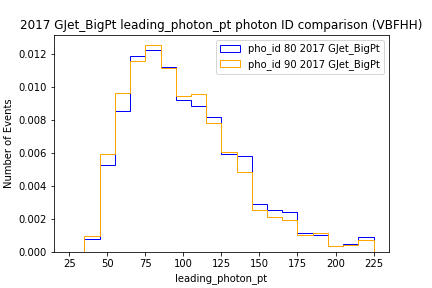 2017 GJet_BigPt leading_photon_pt photon ID comparison (VBFHH)
pho_id 80 2017 GJet_BigPt
pho_id 90 2017 GJet_BigPt
Number of Events
0.012
0.010
0.008
0.006
0.004
0.002
0.000
25 50 75 100 125 150 175 200 225
leading_photon_pt